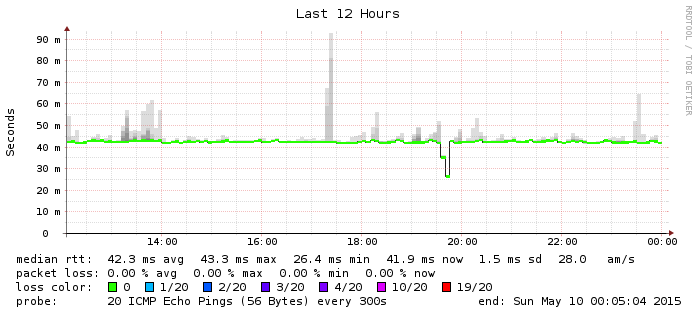 Last 12 Hours
RRDTOOL / TOBI OETIKER
Seconds
90 m
80 m
70 m
60 m
50 m
40 m
30 m
20 m
10 m
0
14:00 16:00 18:00 20:00 22:00 00:00
median rtt: 42.3 ms avg 43.3 ms max 26.4 ms min 41.9 ms now 1.5 ms sd 28.0 am/s
packet loss: 0.00 % avg 0.00 % max 0.00 % min 0.00 % now
loss color: 0 1/20 2/20 3/20 4/20 10/20 19/20
probe: 20 ICMP Echo Pings (56 Bytes) every 300s end: Sun May 10 00:05:04 2015